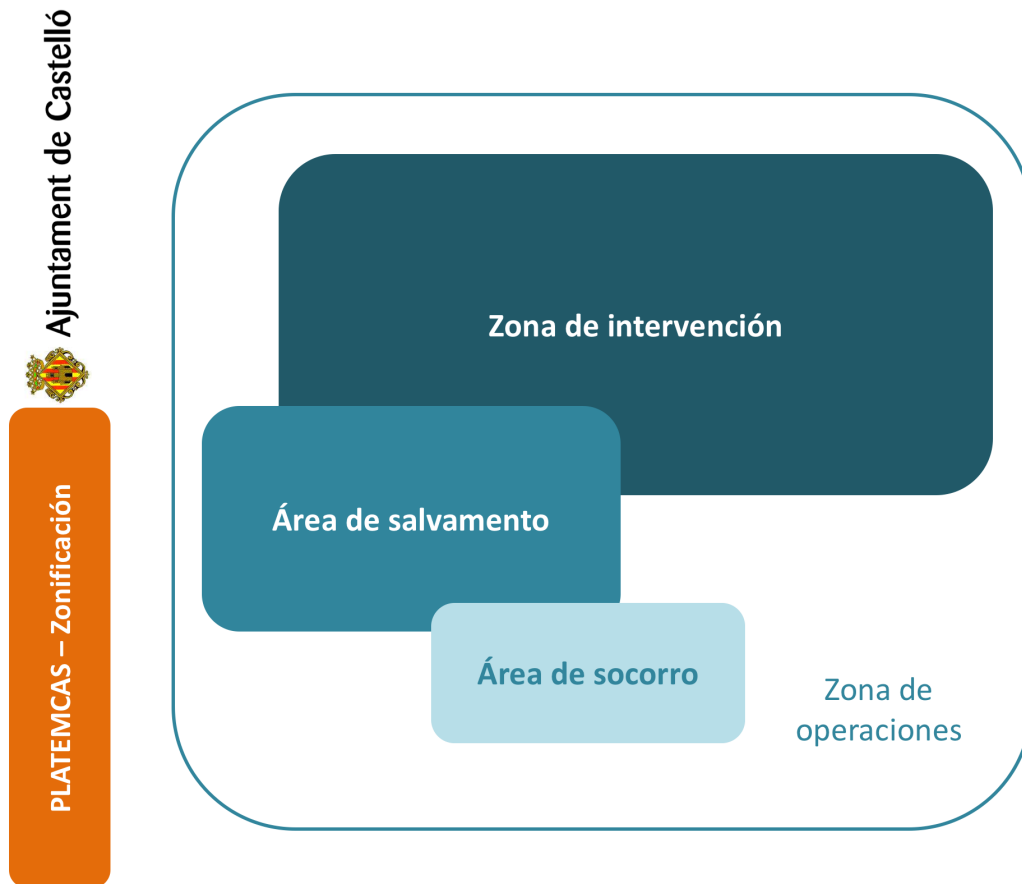 Ajuntament de Castelló
PLATEMCAS – Zonificación
Zona de intervención
Área de salvamento
Área de socorro
Zona de
operaciones